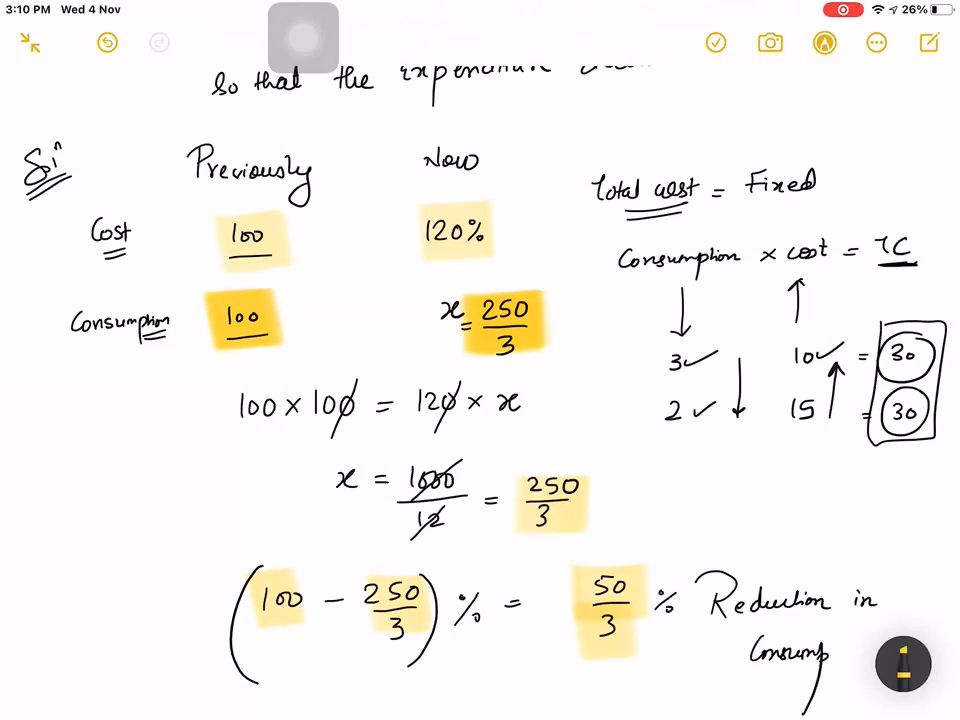 3:10 PM Wed 4 Nov
26%
So that the Expenditure
Solⁿ
Previously Now
Total cost = Fixed
Cost 100 120%
Consumption × cost = TC
Consumption 100 x = 250/3
3 ✓ 10 ✓ = 30
2 ✓ 15 = 30
100 × 100 = 120 × x
x = 1000/12 = 250/3
(100 − 250/3) % = 50/3 % Reduction in
Consump